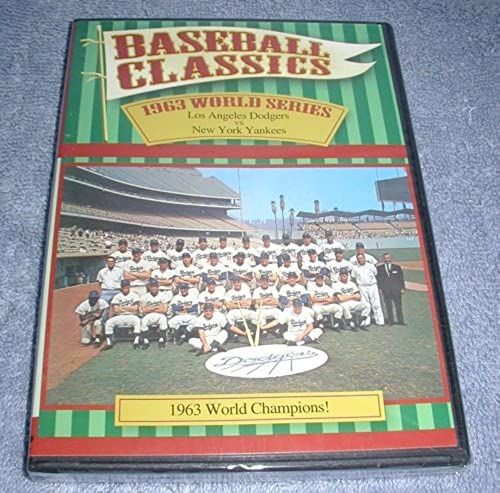 BASEBALL
CLASSICS
1963 WORLD SERIES
Los Angeles Dodgers
vs
New York Yankees
Dodgers
1963 World Champions!